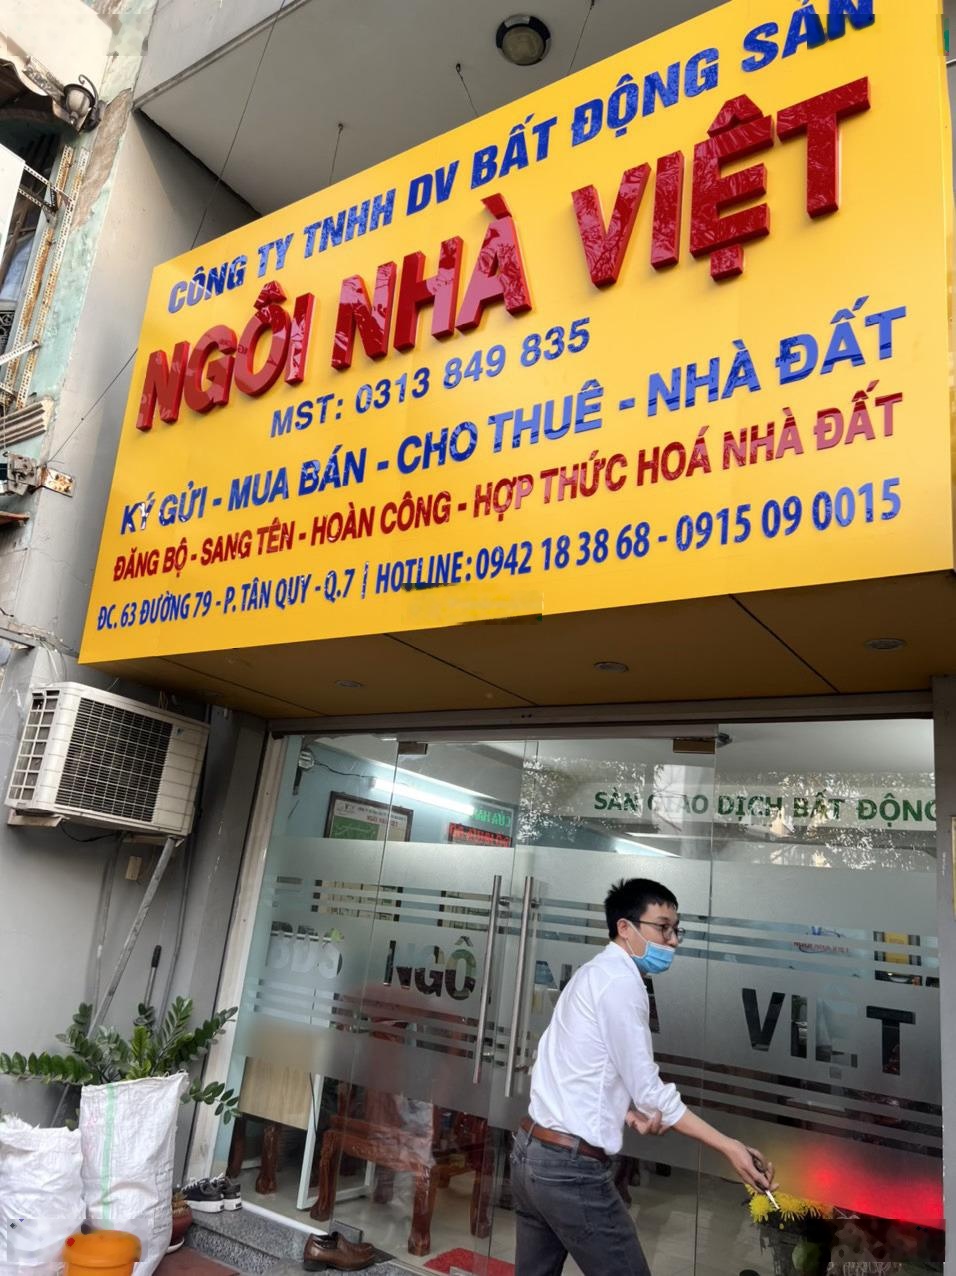 CÔNG TY TNHH DV BẤT ĐỘNG SẢN
NGÔI NHÀ VIỆT
MST: 0313 849 835
KÝ GỬI - MUA BÁN - CHO THUÊ - NHÀ ĐẤT
ĐĂNG BỘ - SANG TÊN - HOÀN CÔNG - HỢP THỨC HOÁ NHÀ ĐẤT
ĐC. 63 ĐƯỜNG 79 - P. TÂN QUY - Q.7 | HOTLINE: 0942 18 38 68 - 0915 09 0015
SÀN GIAO DỊCH BẤT ĐỘNG
NGÔI VIỆT